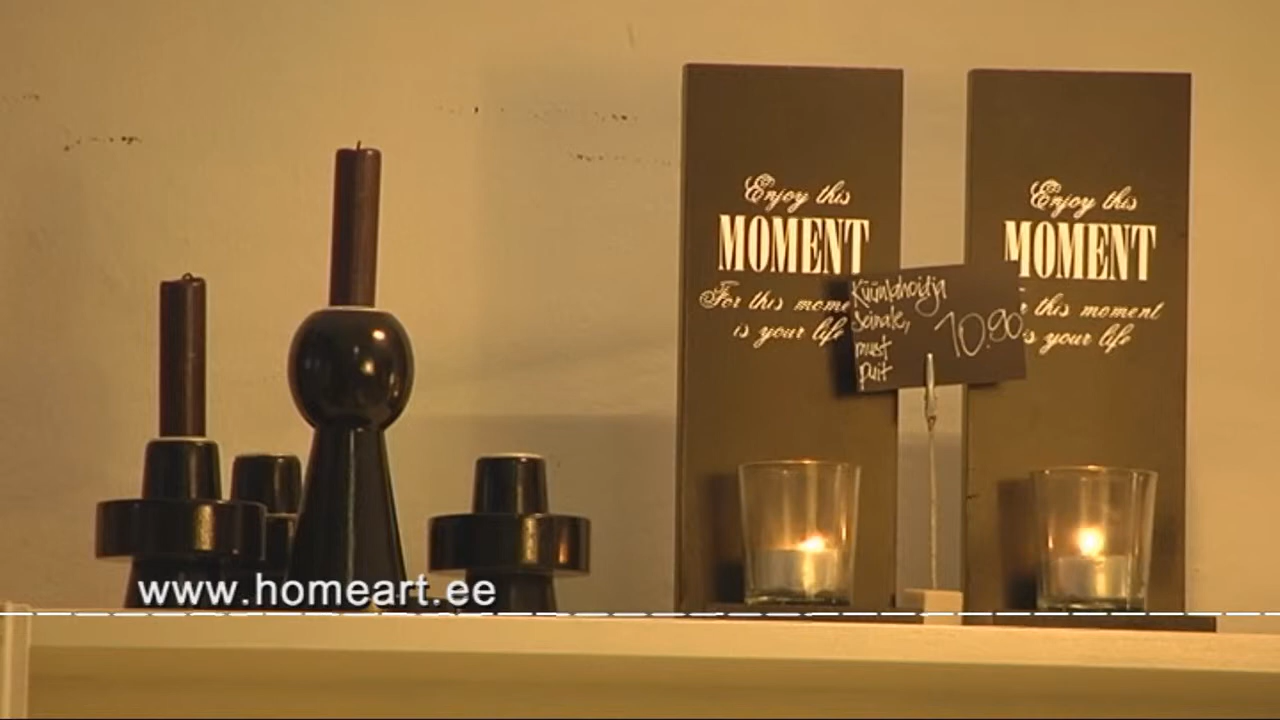 Enjoy this
MOMENT
For this mome
is your life
Enjoy this
MOMENT
r this moment
is your life
Küünlahoidja
seinale,
must
puit
10.90
www.homeart.ee